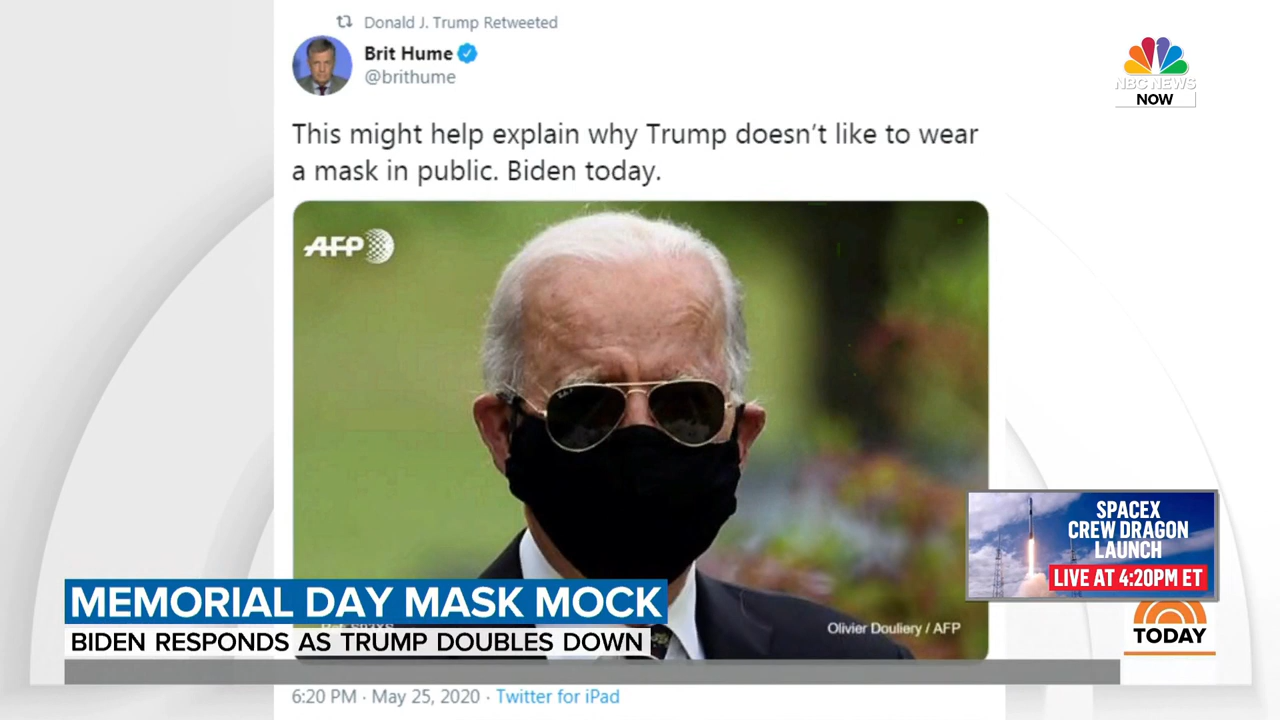 Donald J. Trump Retweeted
Brit Hume
@brithume
This might help explain why Trump doesn't like to wear
a mask in public. Biden today.
AFP
NBC NEWS
NOW
SPACEX
CREW DRAGON
LAUNCH
LIVE AT 4:20PM ET
MEMORIAL DAY MASK MOCK
BIDEN RESPONDS AS TRUMP DOUBLES DOWN
Olivier Douliery / AFP
TODAY
6:20 PM · May 25, 2020 · Twitter for iPad